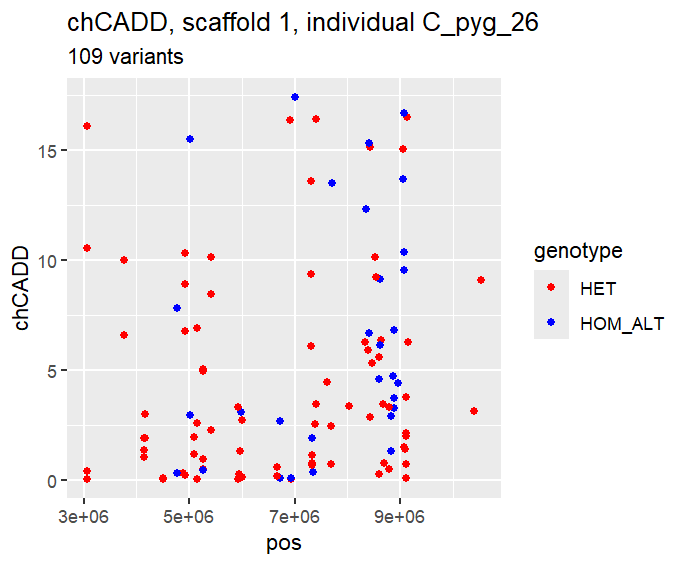 chCADD, scaffold 1, individual C_pyg_26
109 variants
15
10
5
0
chCADD
3e+06 5e+06 7e+06 9e+06
pos
genotype
HET
HOM_ALT